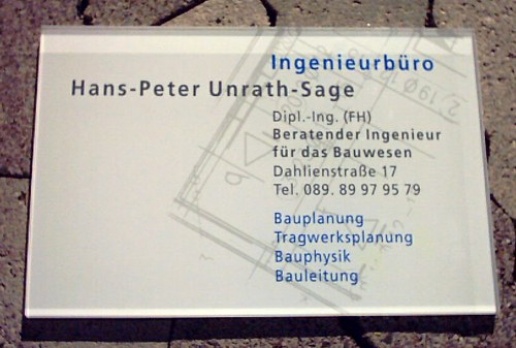 Ingenieurbüro
Hans-Peter Unrath-Sage
Dipl.-Ing. (FH)
Beratender Ingenieur
für das Bauwesen
Dahlienstraße 17
Tel. 089. 89 97 95 79
Bauplanung
Tragwerksplanung
Bauphysik
Bauleitung